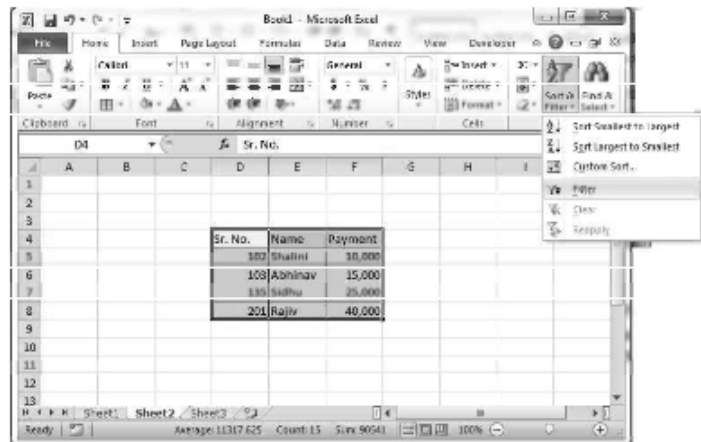 Book1 - Microsoft Excel
File Home Insert Page Layout Formulas Data Review View Developer
Paste
Calibri 11
General
Styles
Insert
Delete
Format
Sort & Filter
Find & Select
Clipboard Font Alignment Number Cells
D4 fx Sr. No.
Sort Smallest to Largest
Sort Largest to Smallest
Custom Sort...
Filter
Clear
Reapply
A B C D E F G H I
1
2
3
4 Sr. No. Name Payment
5 102 Shalini 10,000
6 103 Abhinav 15,000
7 135 Sidhu 25,000
8 201 Rajiv 40,000
9
10
11
12
13
Sheet1 Sheet2 Sheet3
Ready Average: 11317.625 Count: 15 Sum: 90541 100%